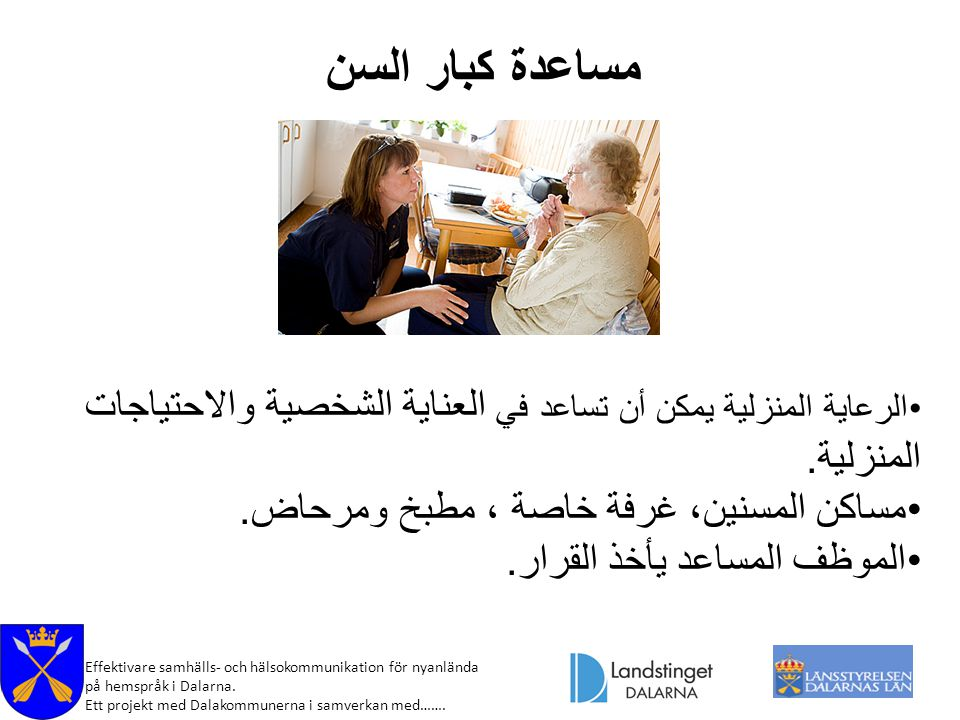 مساعدة كبار السن
•الرعاية المنزلية يمكن أن تساعد في العناية الشخصية والاحتياجات
المنزلية.
•مساكن المسنين، غرفة خاصة ، مطبخ ومرحاض.
•الموظف المساعد يأخذ القرار.
Effektivare samhälls- och hälsokommunikation för nyanlända
på hemspråk i Dalarna.
Ett projekt med Dalakommunerna i samverkan med…….
Landstinget
DALARNA
LÄNSSTYRELSEN
DALARNAS LÄN